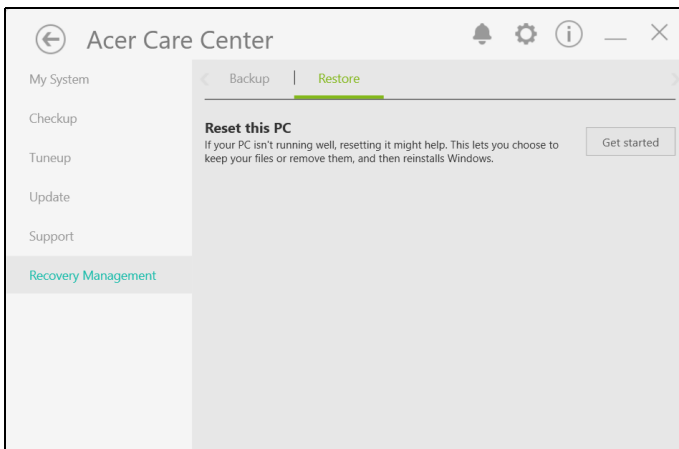 Acer Care Center
My System
Backup
Restore
Checkup
Reset this PC
If your PC isn't running well, resetting it might help. This lets you choose to
keep your files or remove them, and then reinstalls Windows.
Get started
Tuneup
Update
Support
Recovery Management